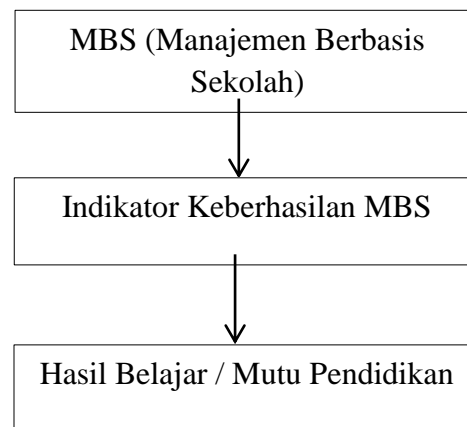 MBS (Manajemen Berbasis
Sekolah)
Indikator Keberhasilan MBS
Hasil Belajar / Mutu Pendidikan